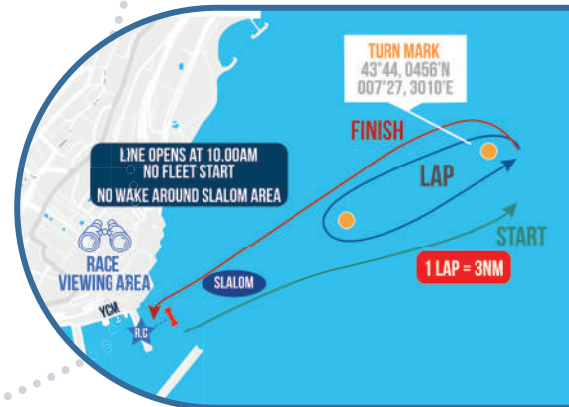 TURN MARK
43°44, 0456'N
007°27, 3010'E
FINISH
LINE OPENS AT 10.00AM
NO FLEET START
NO WAKE AROUND SLALOM AREA
LAP
START
RACE
VIEWING AREA
SLALOM
1 LAP = 3NM
YCM
R.C